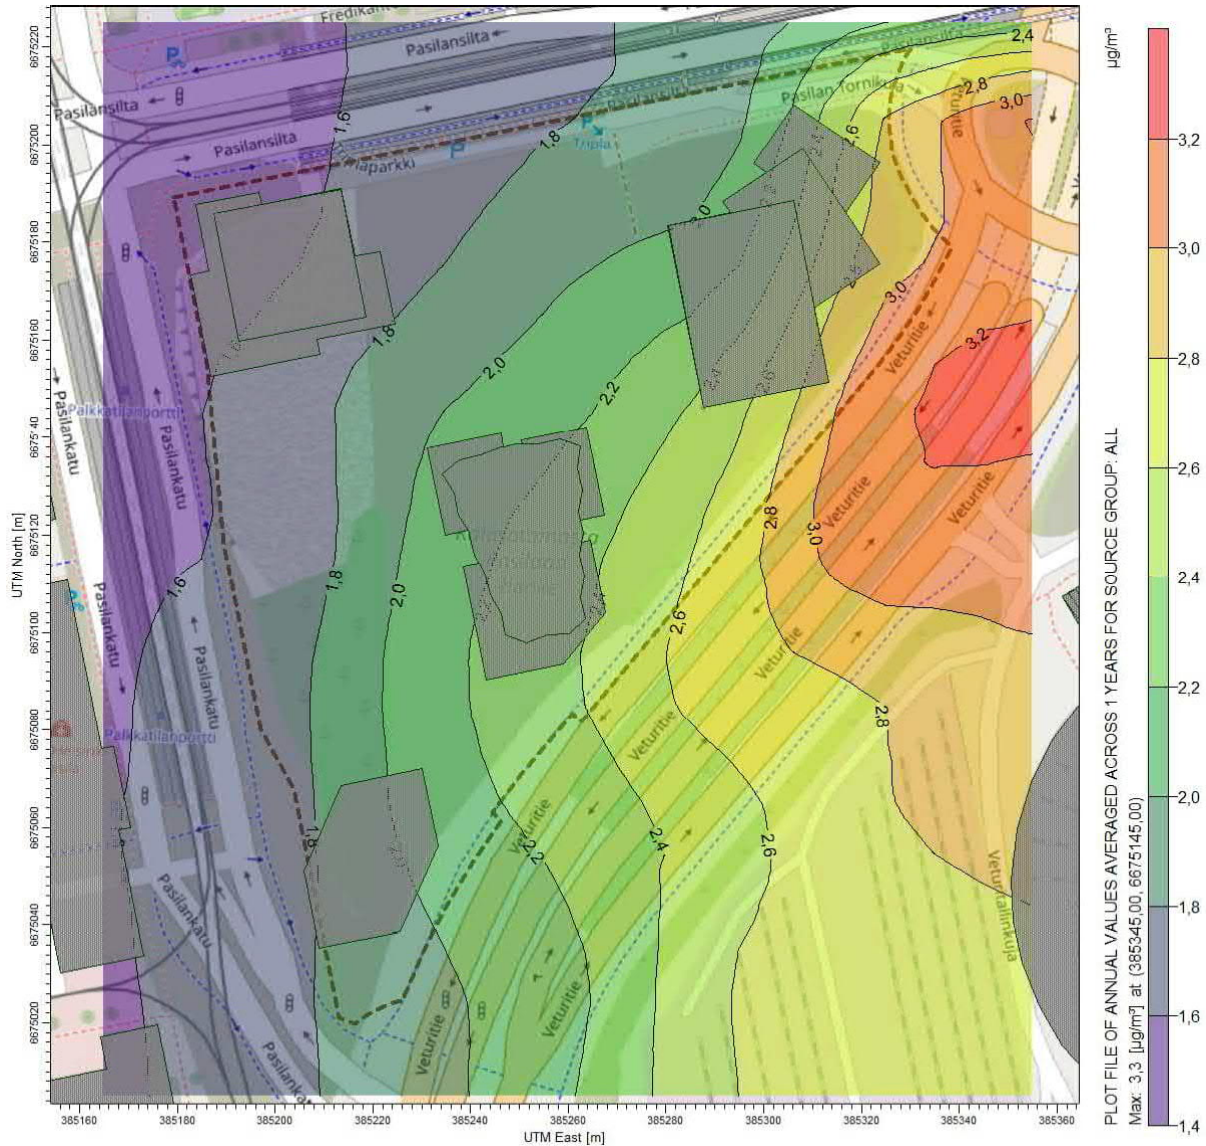 Fredikan
Pasilansilta
Pasilansilta
Pasilansilta
Pasilansilta
Pasilan Tornikuja
Tripla
Veturitie
Veturitie
Veturitie
Veturitie
Veturitie
Veturitie
Veturitie
Veturitie
Veturitie
Veturitallinkuja
Palkkatilanportti
Palkkatilanportti
Pasilankatu
Pasilankatu
Pasilankatu
Pasilankatu
Pasilankatu
Pasilankatu
1,6
1,8
2,4
2,8
3,0
2,6
3,0
3,2
1,8
2,0
2,2
2,8
3,0
1,6
1,8
2,0
2,6
2,8
1,8
2,2
2,4
2,6
6675220
6675200
6675180
6675160
6675140
6675120
6675100
6675080
6675060
6675040
6675020
UTM North [m]
385160
385180
385200
385220
385240
385260
385280
385300
385320
385340
385360
UTM East [m]
µg/m³
3,2
3,0
2,8
2,6
2,4
2,2
2,0
1,8
1,6
1,4
PLOT FILE OF ANNUAL VALUES AVERAGED ACROSS 1 YEARS FOR SOURCE GROUP: ALL
Max: 3,3 [µg/m³] at (385345,00, 6675145,00)